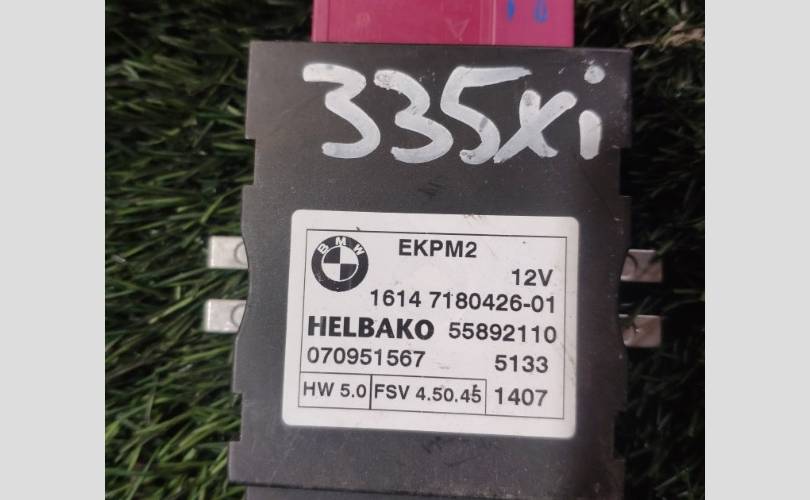 335xi
BMW
EKPM2
12V
1614 7180426-01
HELBAKO 55892110
070951567 5133
HW 5.0 FSV 4.50.45 1407